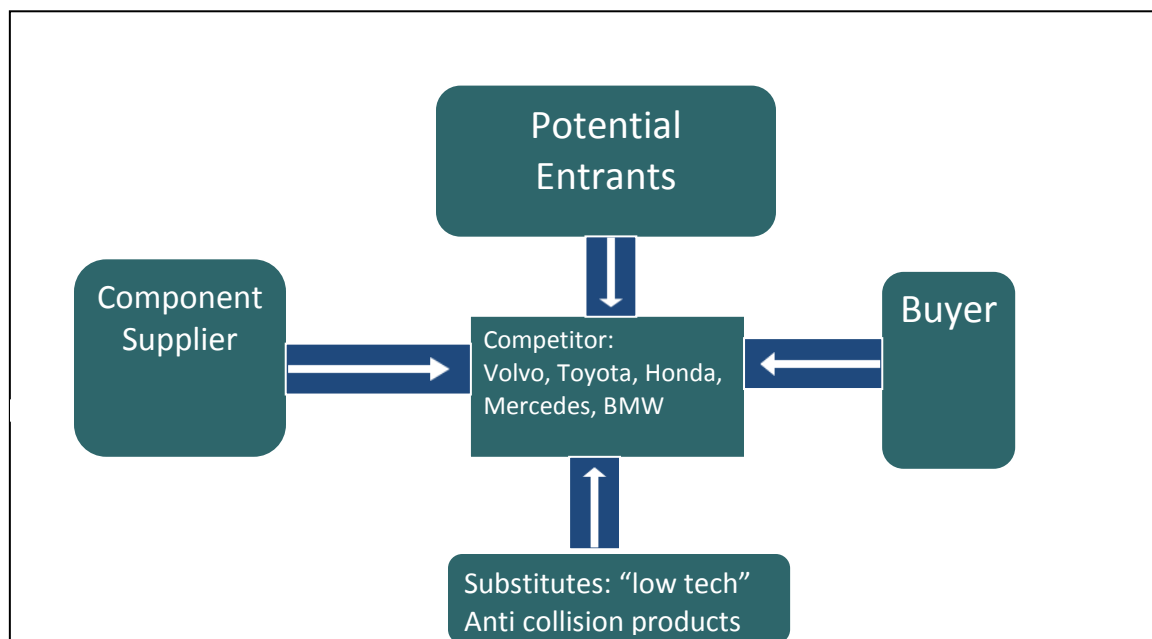 Potential
Entrants
Component
Supplier
Buyer
Competitor:
Volvo, Toyota, Honda,
Mercedes, BMW
Substitutes: “low tech”
Anti collision products